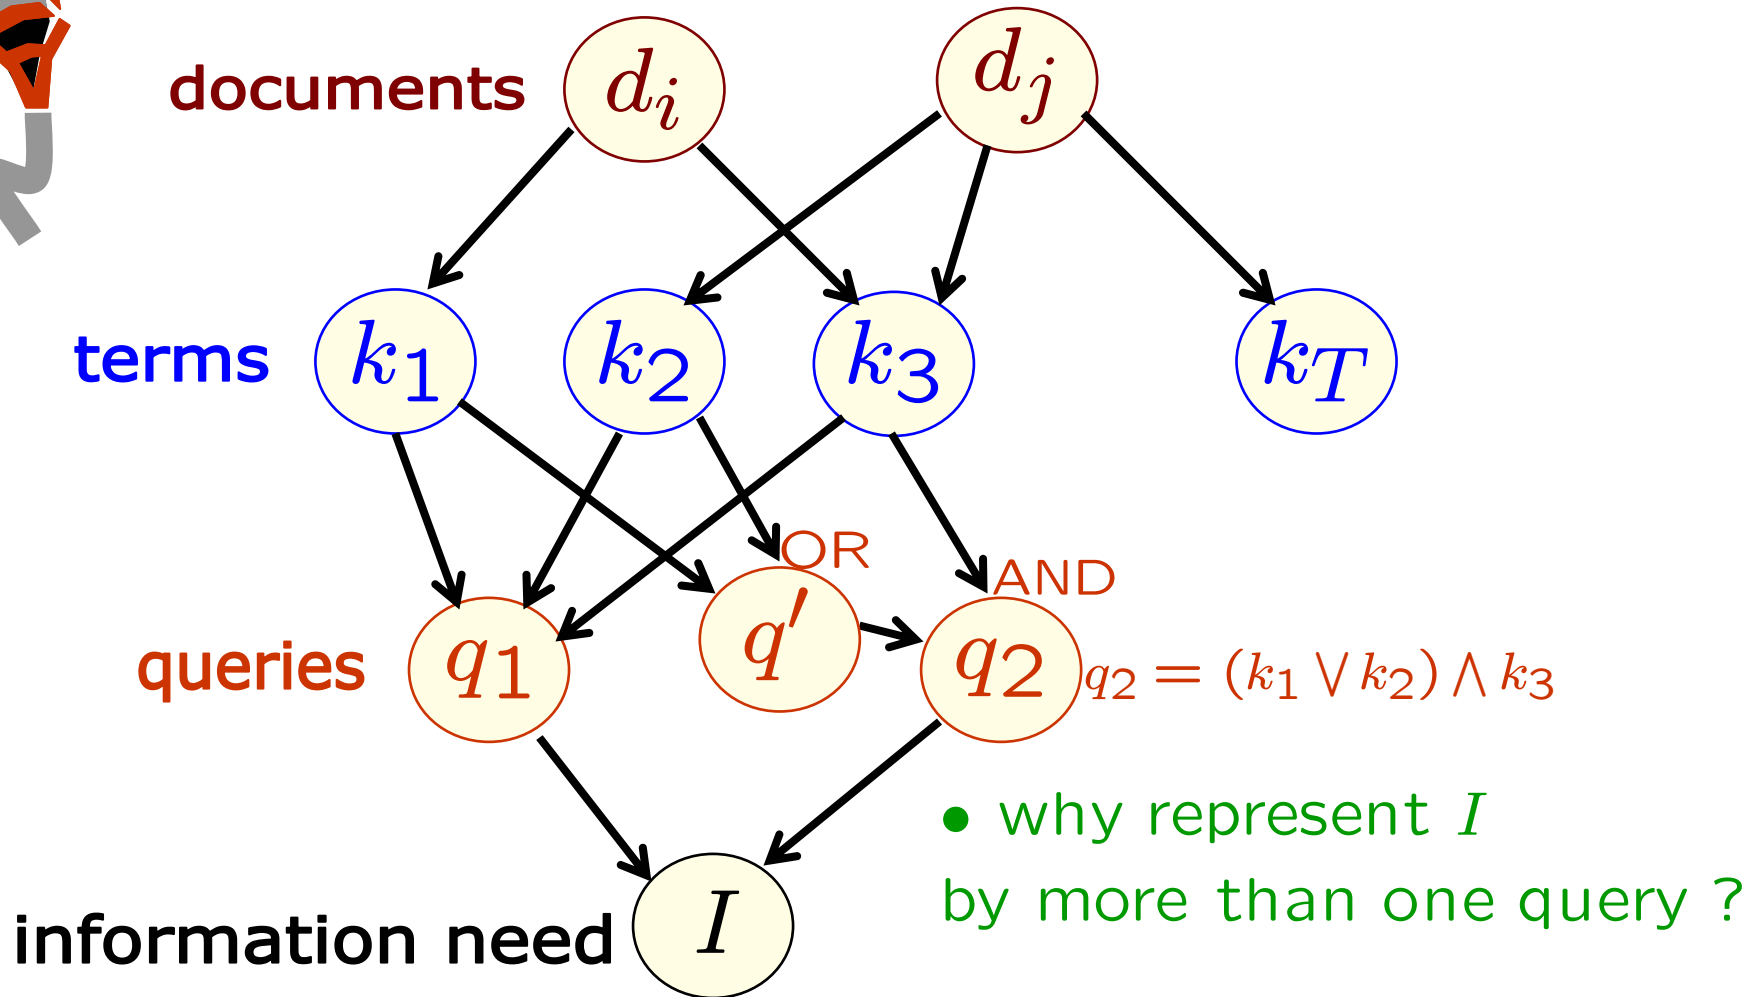 documents
d_i
d_j
terms
k_1
k_2
k_3
k_T
OR
AND
queries
q_1
q′
q_2
q_2 = (k_1 ∨ k_2) ∧ k_3
• why represent I
by more than one query ?
information need
I